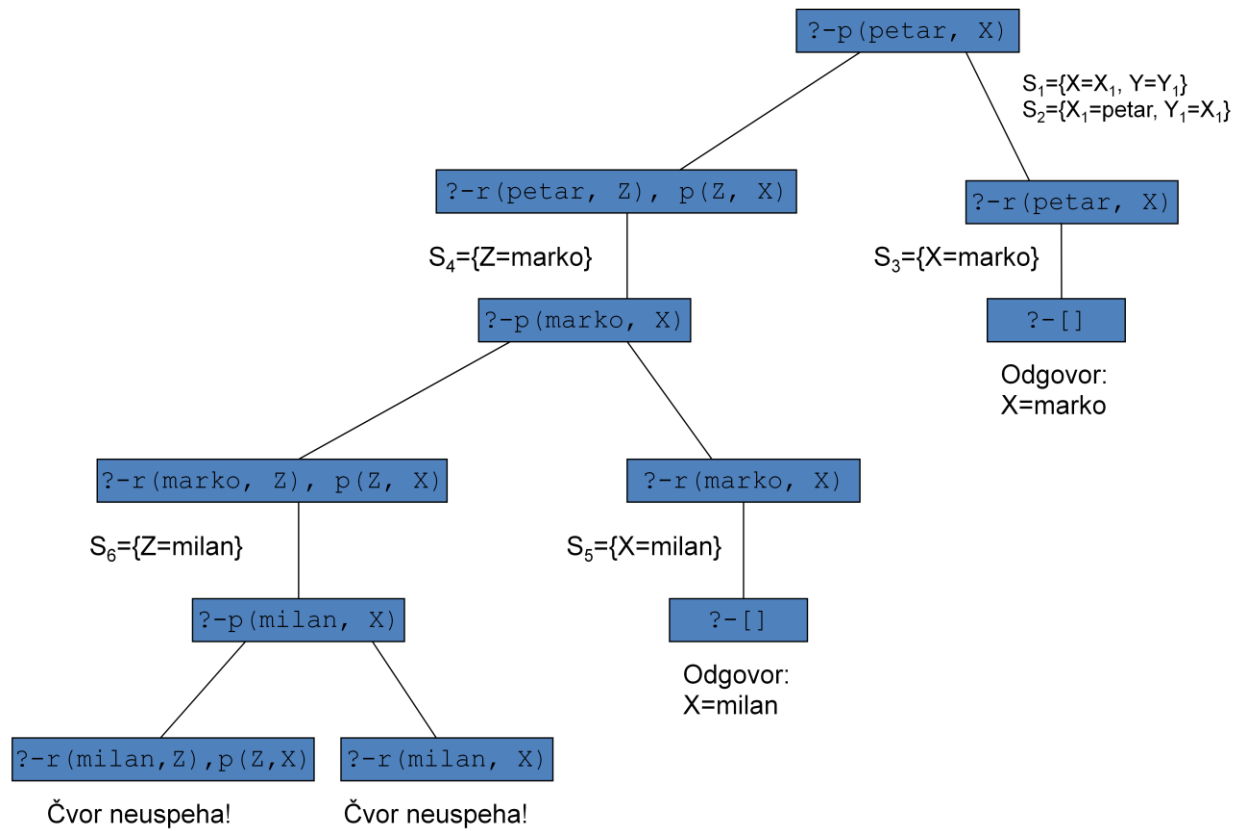 ?-p(petar, X)
S₁={X=X₁, Y=Y₁}
S₂={X₁=petar, Y₁=X₁}
?-r(petar, Z), p(Z, X)
?-r(petar, X)
S₄={Z=marko}
S₃={X=marko}
?-p(marko, X)
?-[]
Odgovor:
X=marko
?-r(marko, Z), p(Z, X)
?-r(marko, X)
S₆={Z=milan}
S₅={X=milan}
?-p(milan, X)
?-[]
Odgovor:
X=milan
?-r(milan,Z),p(Z,X)
?-r(milan, X)
Čvor neuspeha!
Čvor neuspeha!